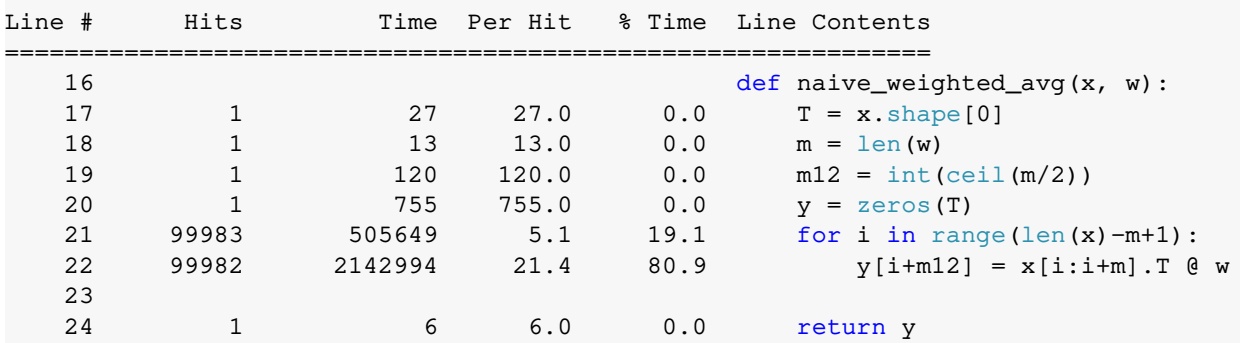 Line #      Hits         Time  Per Hit   % Time  Line Contents
==============================================================
    16                                           def naive_weighted_avg(x, w):
    17         1           27     27.0      0.0      T = x.shape[0]
    18         1           13     13.0      0.0      m = len(w)
    19         1          120    120.0      0.0      m12 = int(ceil(m/2))
    20         1          755    755.0      0.0      y = zeros(T)
    21     99983       505649      5.1     19.1      for i in range(len(x)-m+1):
    22     99982      2142994     21.4     80.9          y[i+m12] = x[i:i+m].T @ w
    23
    24         1            6      6.0      0.0      return y